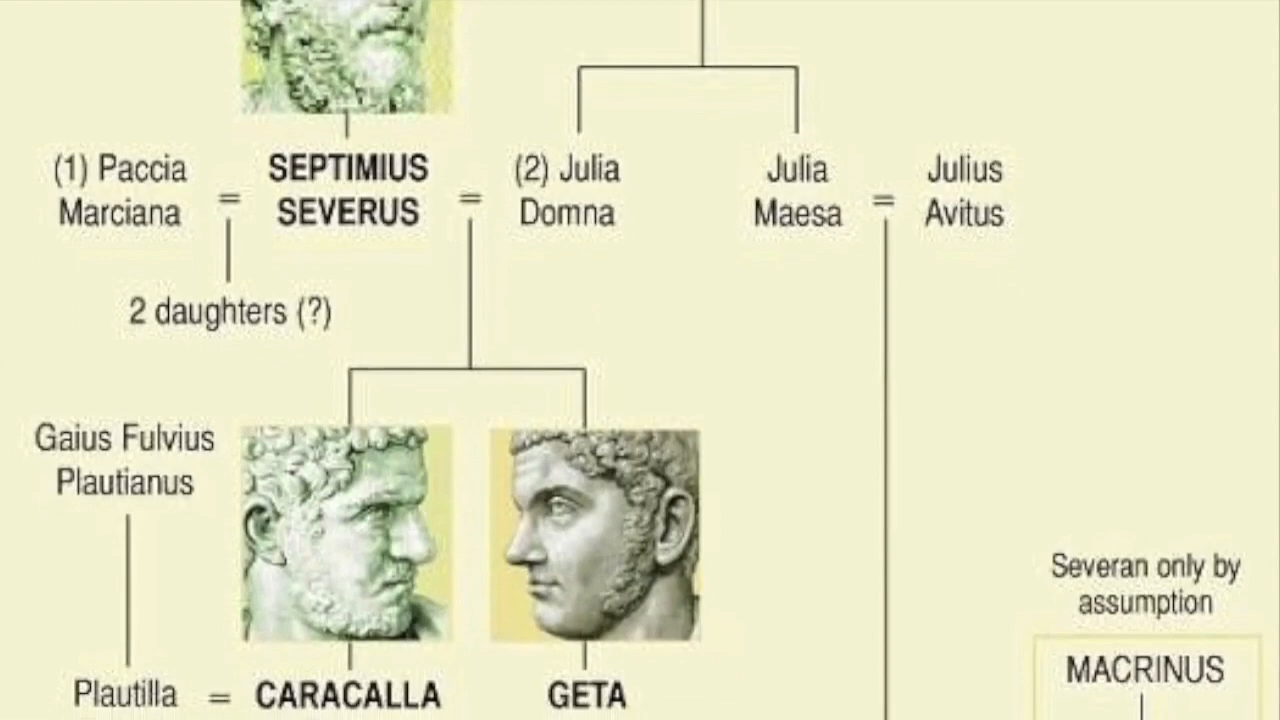 (1) Paccia
Marciana
=
SEPTIMIUS
SEVERUS
=
(2) Julia
Domna
Julia
Maesa
=
Julius
Avitus
2 daughters (?)
Gaius Fulvius
Plautianus
Severan only by
assumption
MACRINUS
Plautilla = CARACALLA
GETA